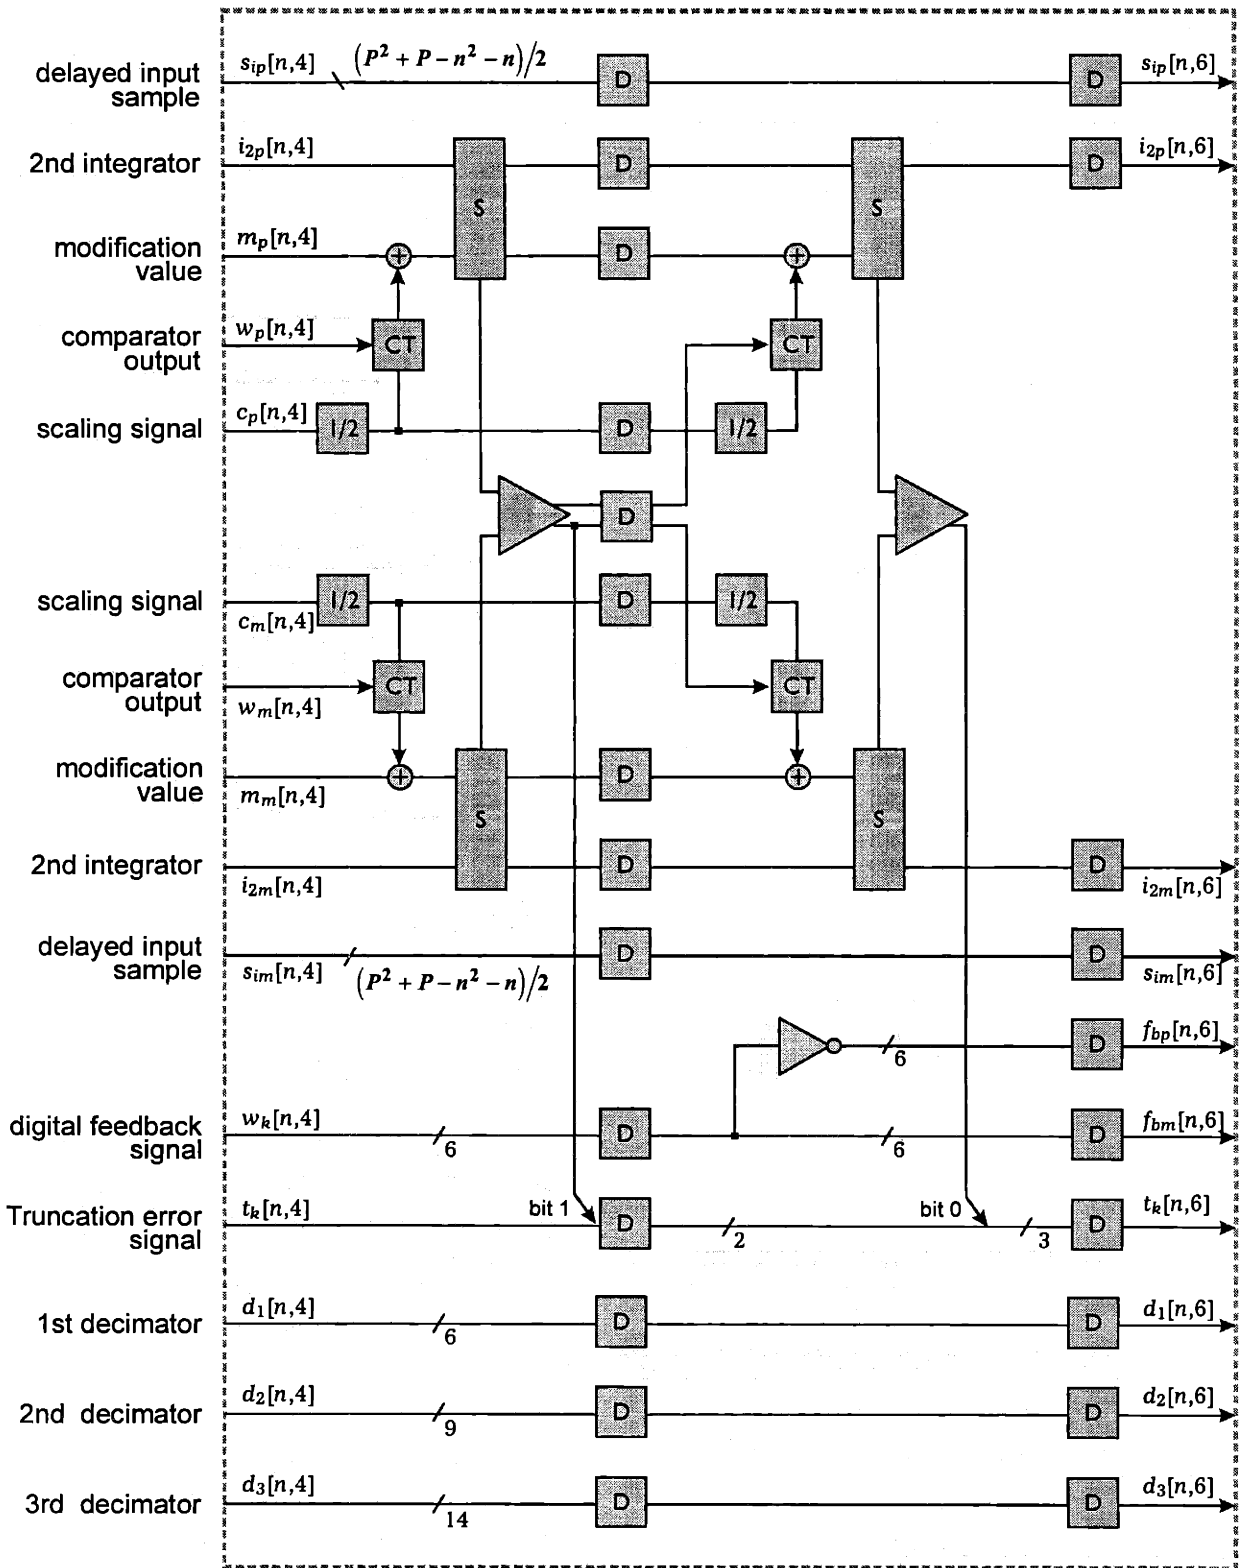 delayed input
sample
s_ip[n,4]
(P² + P − n² − n)/2
D
D
s_ip[n,6]
2nd integrator
i_2p[n,4]
S
D
S
D
i_2p[n,6]
modification
value
m_p[n,4]
+
D
+
comparator
output
w_p[n,4]
CT
CT
scaling signal
c_p[n,4]
1/2
D
1/2
D
scaling signal
c_m[n,4]
1/2
D
1/2
comparator
output
w_m[n,4]
CT
CT
modification
value
m_m[n,4]
+
D
+
2nd integrator
i_2m[n,4]
S
D
S
D
i_2m[n,6]
delayed input
sample
s_im[n,4]
(P² + P − n² − n)/2
D
D
s_im[n,6]
6
D
f_bp[n,6]
digital feedback
signal
w_k[n,4]
6
D
6
D
f_bm[n,6]
Truncation error
signal
t_k[n,4]
bit 1
D
2
bit 0
3
D
t_k[n,6]
1st decimator
d_1[n,4]
6
D
D
d_1[n,6]
2nd decimator
d_2[n,4]
9
D
D
d_2[n,6]
3rd decimator
d_3[n,4]
14
D
D
d_3[n,6]